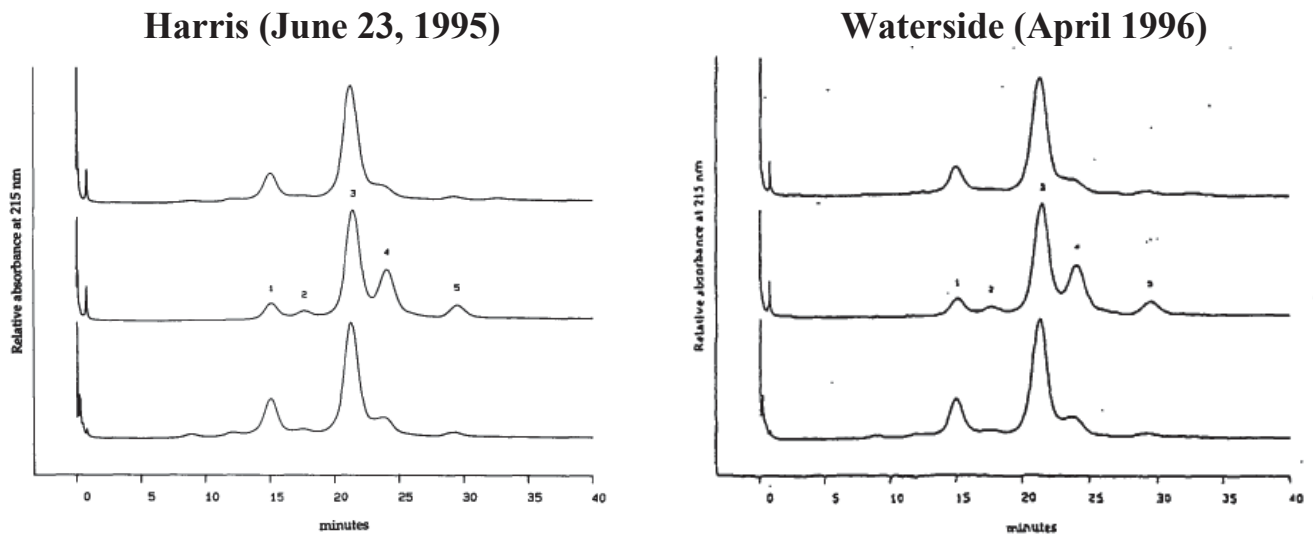 Harris (June 23, 1995)
Relative absorbance at 215 nm
3
4
1
2
5
0 5 10 15 20 25 30 35 40
minutes
Waterside (April 1996)
Relative absorbance at 215 nm
3
4
1
2
5
0 5 10 15 20 25 30 35 40
minutes